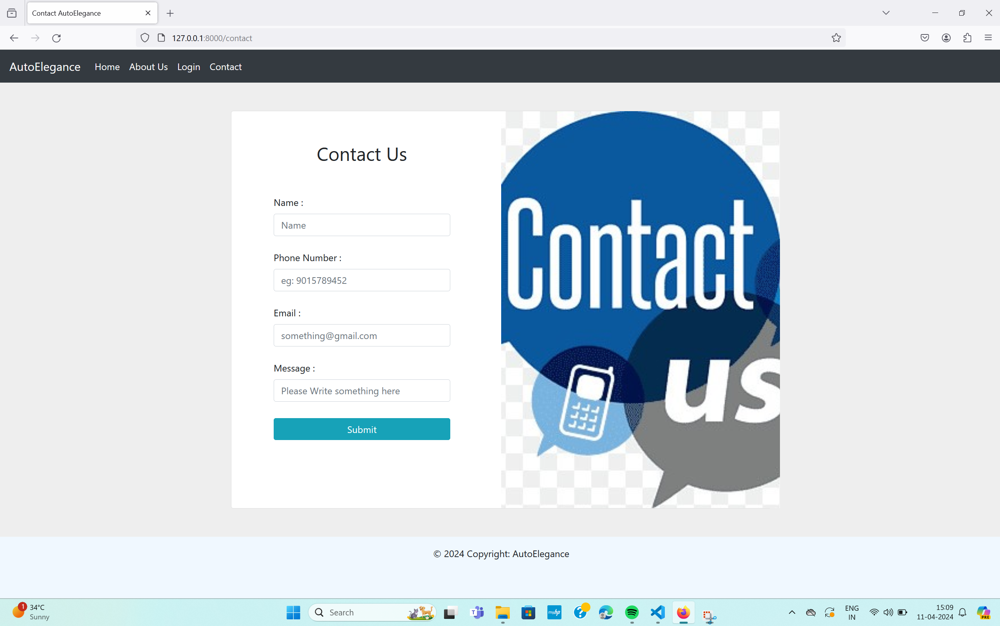 Contact AutoElegance
127.0.0.1:8000/contact
AutoElegance Home About Us Login Contact
Contact Us
Name :
Name
Phone Number :
eg: 9015789452
Email :
something@gmail.com
Message :
Please Write something here
Submit
Contact
us
© 2024 Copyright: AutoElegance
1
34°C
Sunny
Search
T
myhp
?
PRE
ENG
IN
15:09
11-04-2024